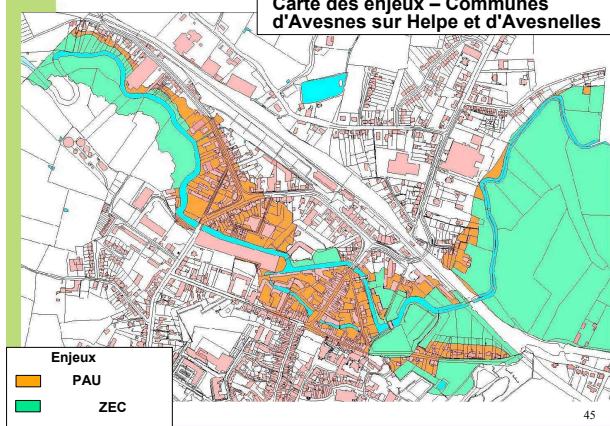 Carte des enjeux – Communes
d'Avesnes sur Helpe et d'Avesnelles
Enjeux
PAU
ZEC
45